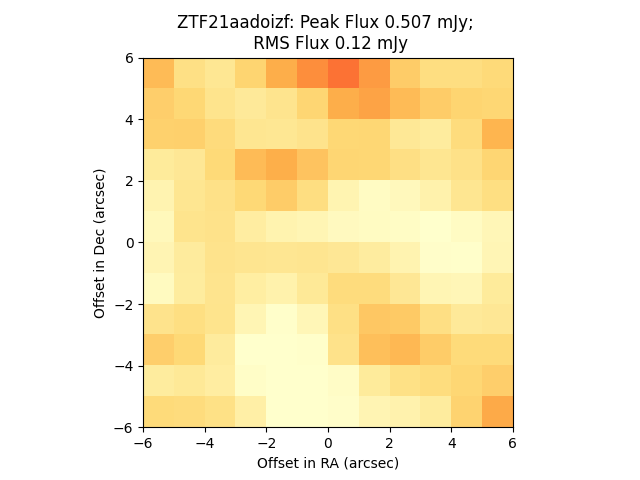 ZTF21aadoizf: Peak Flux 0.507 mJy;
RMS Flux 0.12 mJy
6
4
2
0
−2
−4
−6
Offset in Dec (arcsec)
−6 −4 −2 0 2 4 6
Offset in RA (arcsec)